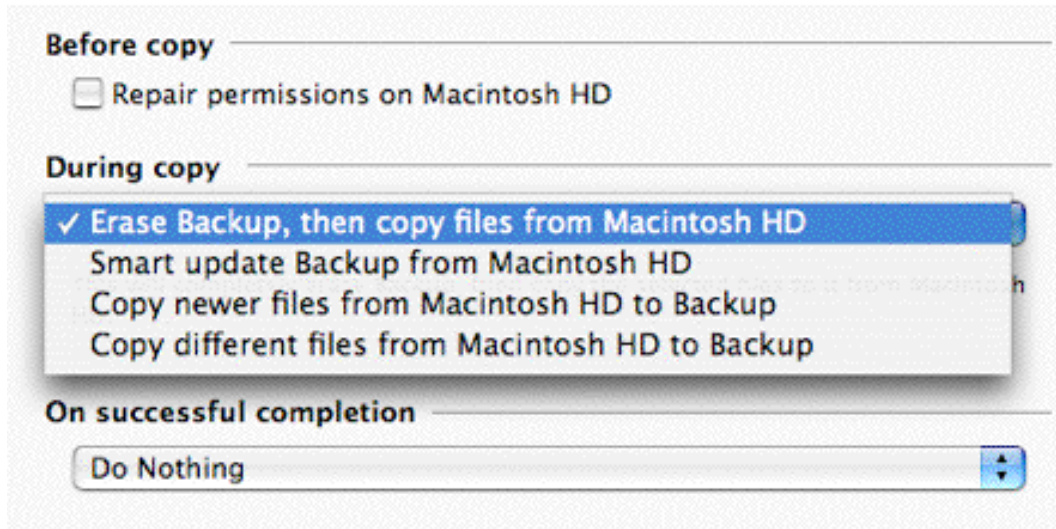 Before copy
Repair permissions on Macintosh HD
During copy
✓ Erase Backup, then copy files from Macintosh HD
Smart update Backup from Macintosh HD
Copy newer files from Macintosh HD to Backup
Copy different files from Macintosh HD to Backup
On successful completion
Do Nothing